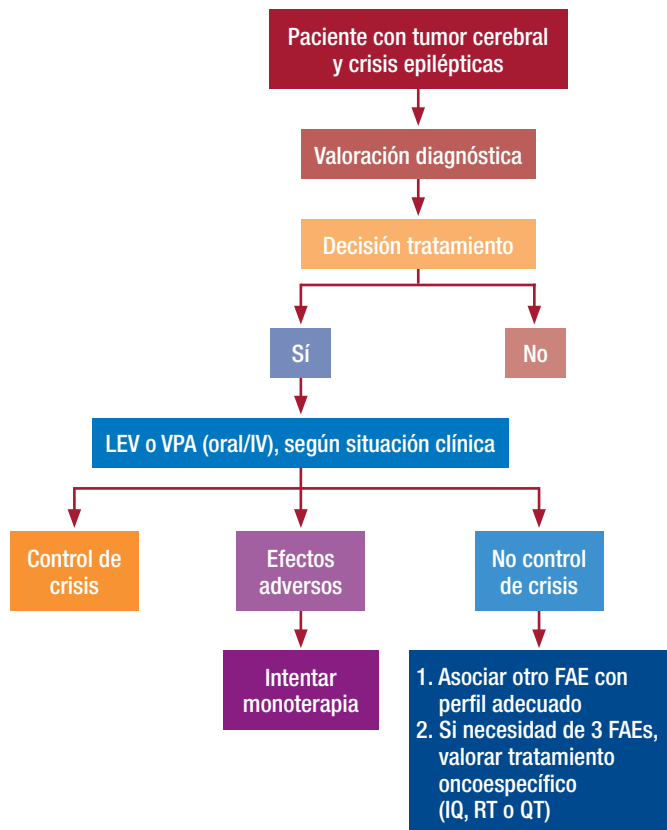 Paciente con tumor cerebral
y crisis epilépticas
Valoración diagnóstica
Decisión tratamiento
Sí
No
LEV o VPA (oral/IV), según situación clínica
Control de
crisis
Efectos
adversos
No control
de crisis
Intentar
monoterapia
1. Asociar otro FAE con
perfil adecuado
2. Si necesidad de 3 FAEs,
valorar tratamiento
oncoespecífico
(IQ, RT o QT)